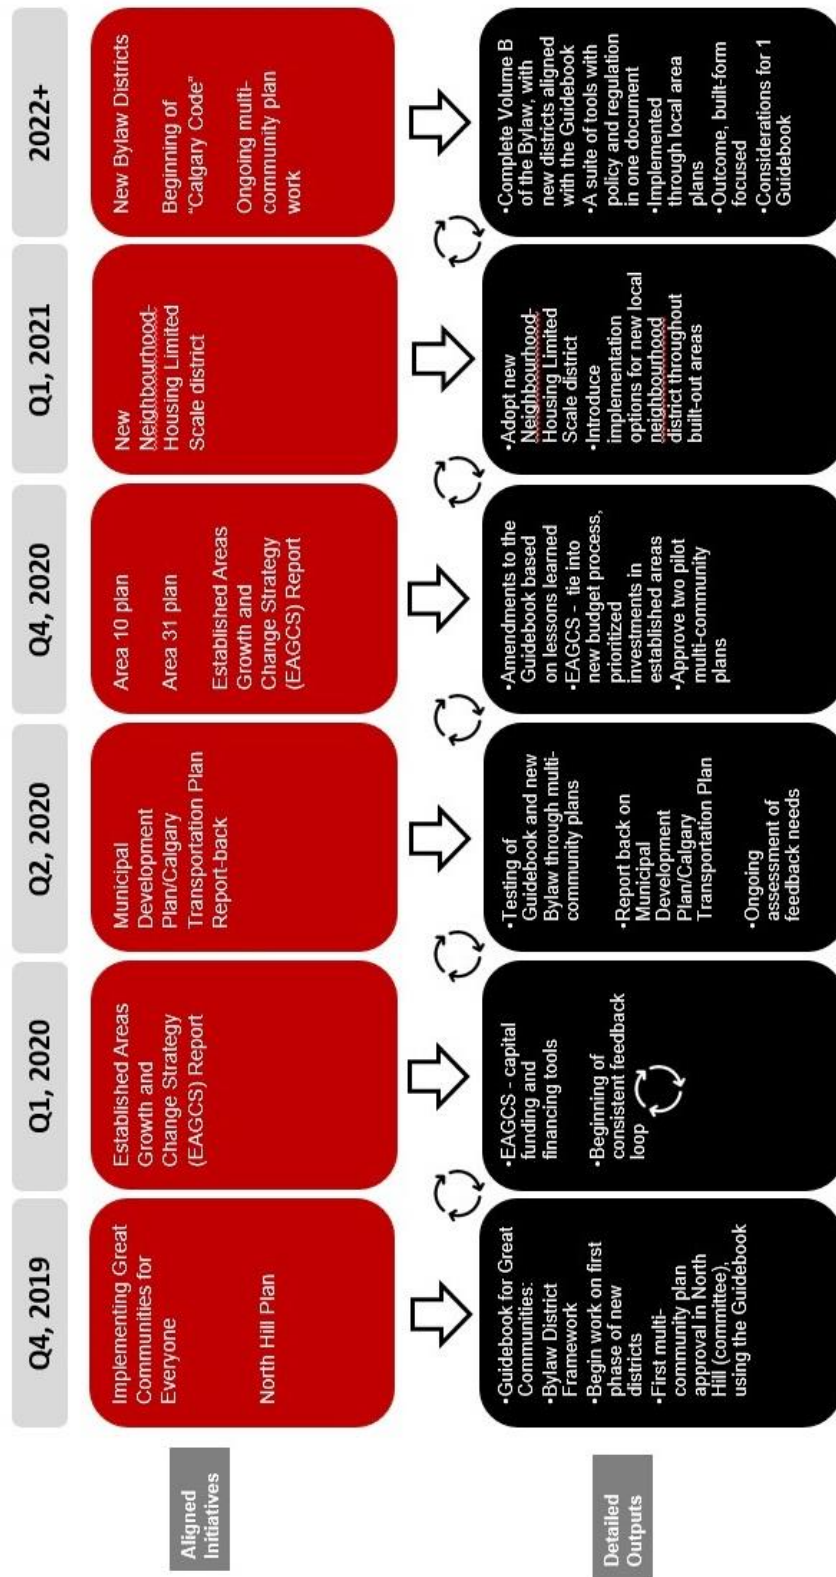 Q4, 2019
Q1, 2020
Q2, 2020
Q4, 2020
Q1, 2021
2022+
Aligned
Initiatives
Implementing Great
Communities for
Everyone
North Hill Plan
Established Areas
Growth and
Change Strategy
(EAGCS) Report
Municipal
Development
Plan/Calgary
Transportation Plan
Report-back
Area 10 plan
Area 31 plan
Established Areas
Growth and
Change Strategy
(EAGCS) Report
New
Neighbourhood-
Housing Limited
Scale district
New Bylaw Districts
Beginning of
"Calgary Code"
Ongoing multi-
community plan
work
Detailed
Outputs
•Guidebook for Great
Communities:
•Bylaw District
Framework
•Begin work on first
phase of new
districts
•First multi-
community plan
approval in North
Hill (committee),
using the Guidebook
•EAGCS - capital
funding and
financing tools
•Beginning of
consistent feedback
loop
•Testing of
Guidebook and new
Bylaw through multi-
community plans
•Report back on
Municipal
Development
Plan/Calgary
Transportation Plan
•Ongoing
assessment of
feedback needs
•Amendments to the
Guidebook based
on lessons learned
•EAGCS - tie into
new budget process,
prioritized
investments in
established areas
•Approve two pilot
multi-community
plans
•Adopt new
Neighbourhood-
Housing Limited
Scale district
•Introduce
implementation
options for new local
neighbourhood
district throughout
built-out areas
•Complete Volume B
of the Bylaw, with
new districts aligned
with the Guidebook
•A suite of tools with
policy and regulation
in one document
•Implemented
through local area
plans
•Outcome, built-form
focused
•Considerations for 1
Guidebook